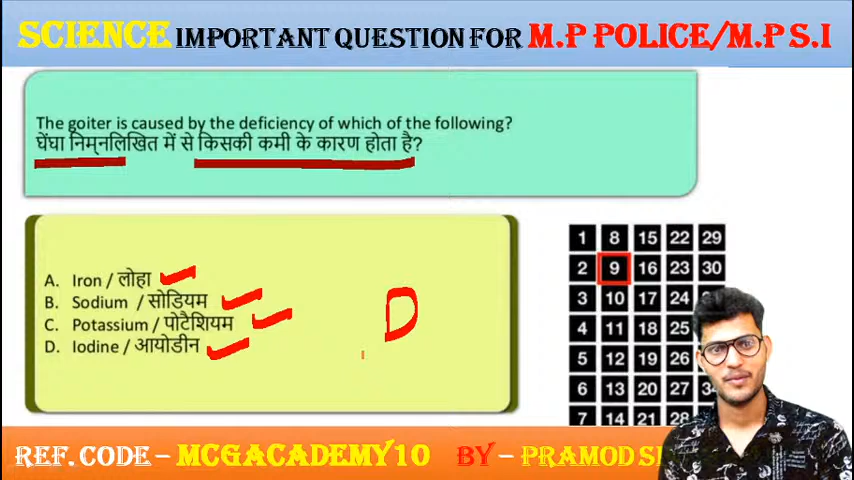 SCIENCE IMPORTANT QUESTION FOR M.P POLICE/M.P S.I
The goiter is caused by the deficiency of which of the following?
घेंघा निम्नलिखित में से किसकी कमी के कारण होता है?
A. Iron / लोहा
B. Sodium / सोडियम
C. Potassium / पोटैशियम
D. Iodine / आयोडीन
D
1 8 15 22 29
2 9 16 23 30
3 10 17 24
4 11 18 25
5 12 19 26
6 13 20 27
7 14 21 28
REF. CODE – MCGACADEMY10 BY – PRAMOD